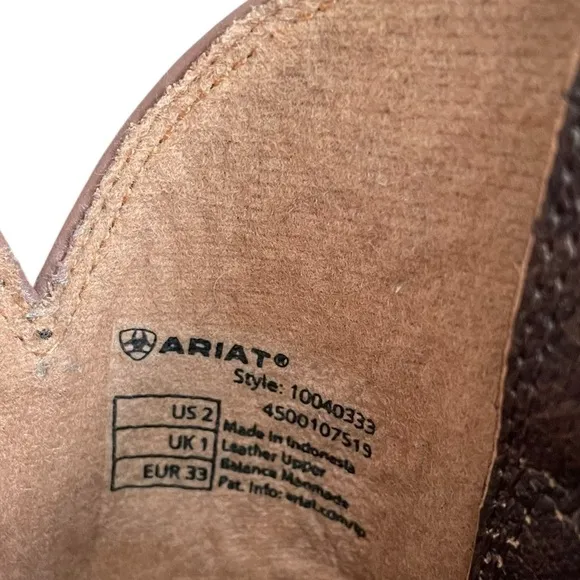 ARIAT®
Style: 10040333
4500107519
US 2
UK 1
EUR 33
Made in Indonesia
Leather Upper
Balance Manmade
Pat. Info: ariat.com/ip